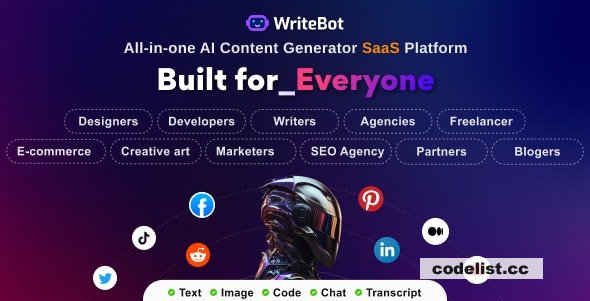 WriteBot
All-in-one AI Content Generator SaaS Platform
Built for_Everyone
Designers Developers Writers Agencies Freelancer
E-commerce Creative art Marketers SEO Agency Partners Blogers
in
codelist.cc
Text Image Code Chat Transcript